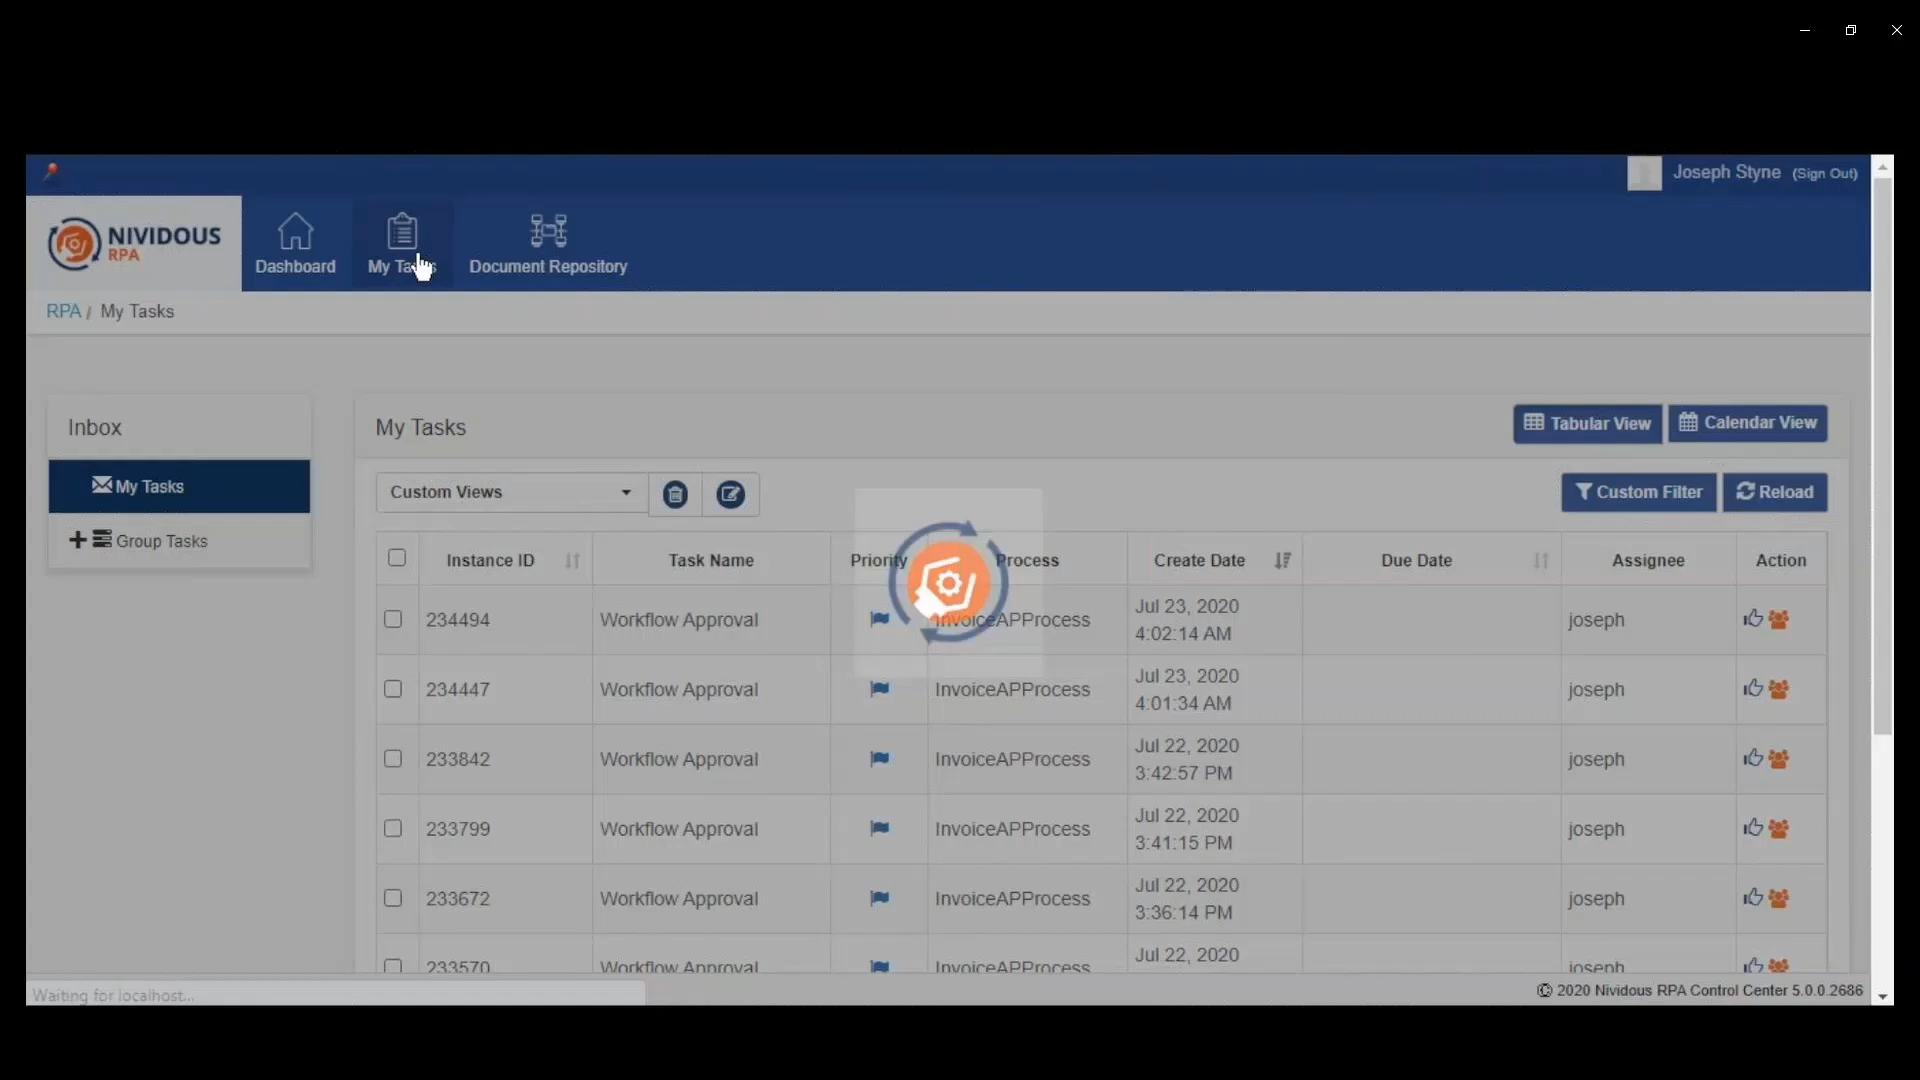 Joseph Styne (Sign Out)
NIVIDOUS
RPA
Dashboard
My Tasks
Document Repository
RPA / My Tasks
Inbox
My Tasks
Group Tasks
My Tasks
Tabular View
Calendar View
Custom Views
Custom Filter
Reload
Instance ID Task Name Priority Process Create Date Due Date Assignee Action
234494 Workflow Approval InvoiceAPProcess Jul 23, 2020 joseph
4:02:14 AM
234447 Workflow Approval InvoiceAPProcess Jul 23, 2020 joseph
4:01:34 AM
233842 Workflow Approval InvoiceAPProcess Jul 22, 2020 joseph
3:42:57 PM
233799 Workflow Approval InvoiceAPProcess Jul 22, 2020 joseph
3:41:15 PM
233672 Workflow Approval InvoiceAPProcess Jul 22, 2020 joseph
3:36:14 PM
233570 Workflow Approval InvoiceAPProcess Jul 22, 2020 joseph
Waiting for localhost...
© 2020 Nividous RPA Control Center 5.0.0.2686